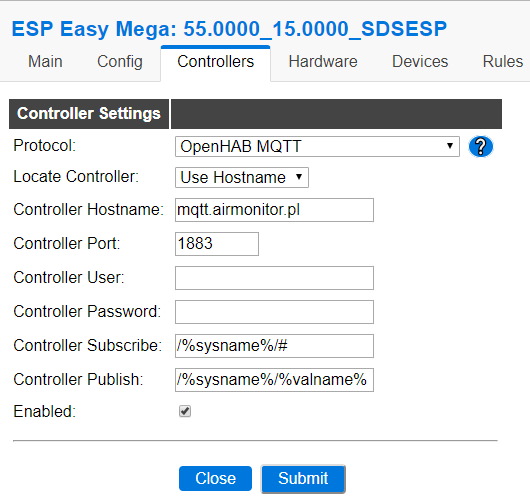 ESP Easy Mega: 55.0000_15.0000_SDSESP
Main Config Controllers Hardware Devices Rules
Controller Settings
Protocol: OpenHAB MQTT ?
Locate Controller: Use Hostname
Controller Hostname: mqtt.airmonitor.pl
Controller Port: 1883
Controller User:
Controller Password:
Controller Subscribe: /%sysname%/#
Controller Publish: /%sysname%/%valname%
Enabled:
Close Submit